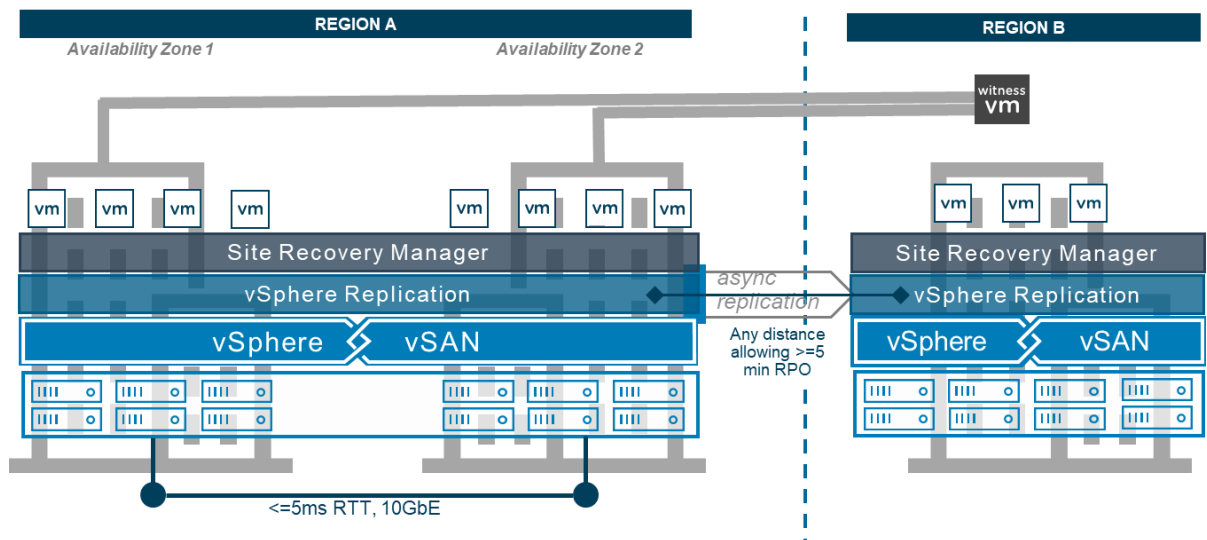 REGION A
REGION B
Availability Zone 1
Availability Zone 2
witness
vm
vm
vm
vm
vm
vm
vm
vm
vm
vm
vm
vm
Site Recovery Manager
Site Recovery Manager
vSphere Replication
async
replication
vSphere Replication
vSphere
vSAN
Any distance
allowing >=5
min RPO
vSphere
vSAN
<=5ms RTT, 10GbE